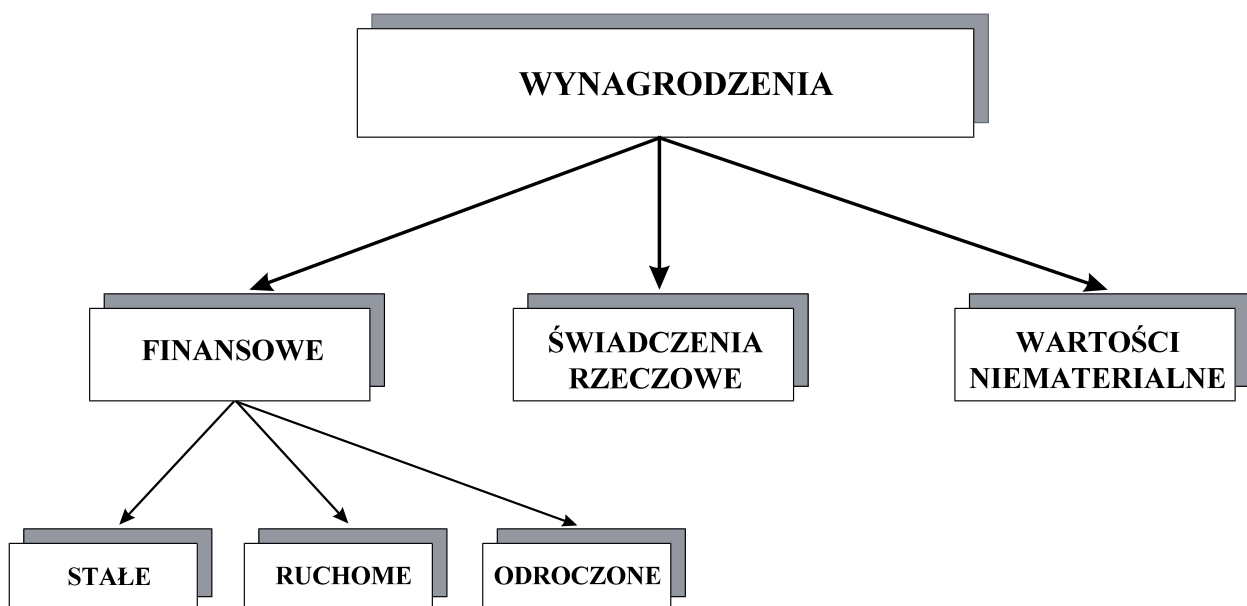 WYNAGRODZENIA
FINANSOWE
ŚWIADCZENIA
RZECZOWE
WARTOŚCI
NIEMATERIALNE
STAŁE
RUCHOME
ODROCZONE